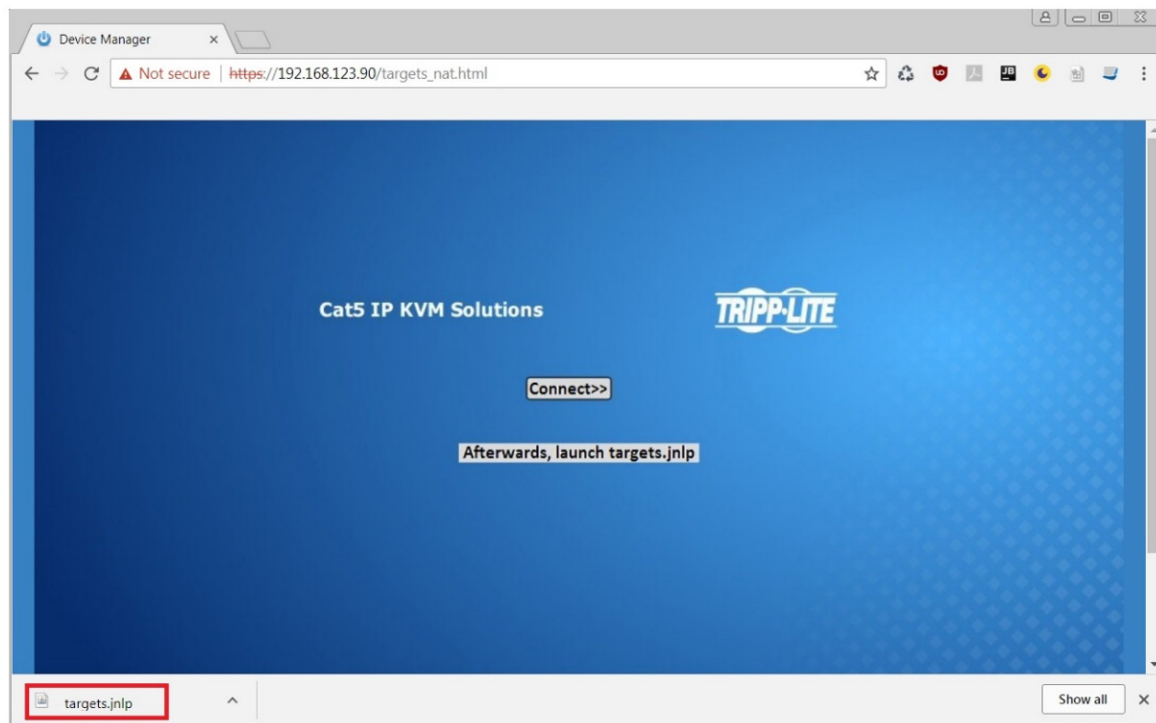 Device Manager
Not secure | https://192.168.123.90/targets_nat.html
Cat5 IP KVM Solutions
TRIPP·LITE
Connect>>
Afterwards, launch targets.jnlp
targets.jnlp
Show all